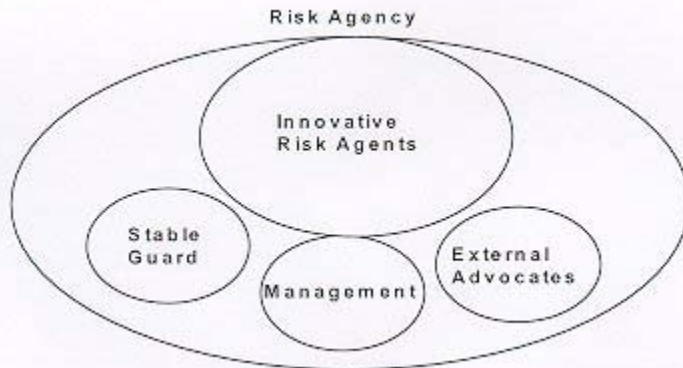 Risk Agency
Innovative
Risk Agents
Stable
Guard
Management
External
Advocates